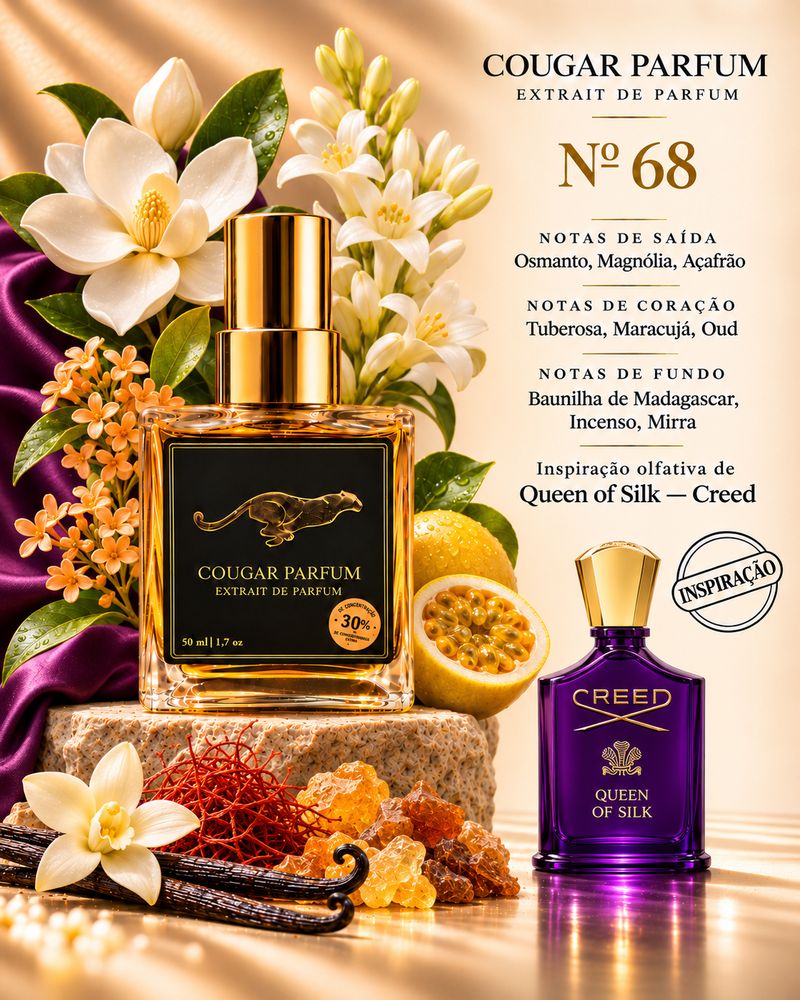 COUGAR PARFUM
EXTRAIT DE PARFUM
Nº 68
NOTAS DE SAÍDA
Osmanto, Magnólia, Açafrão
NOTAS DE CORAÇÃO
Tuberosa, Maracujá, Oud
NOTAS DE FUNDO
Baunilha de Madagascar,
Incenso, Mirra
Inspiração olfativa de
Queen of Silk — Creed
INSPIRAÇÃO
COUGAR PARFUM
EXTRAIT DE PARFUM
DE CONCENTRAÇÃO
30%
50 ml | 1,7 oz
CREED
QUEEN
OF SILK